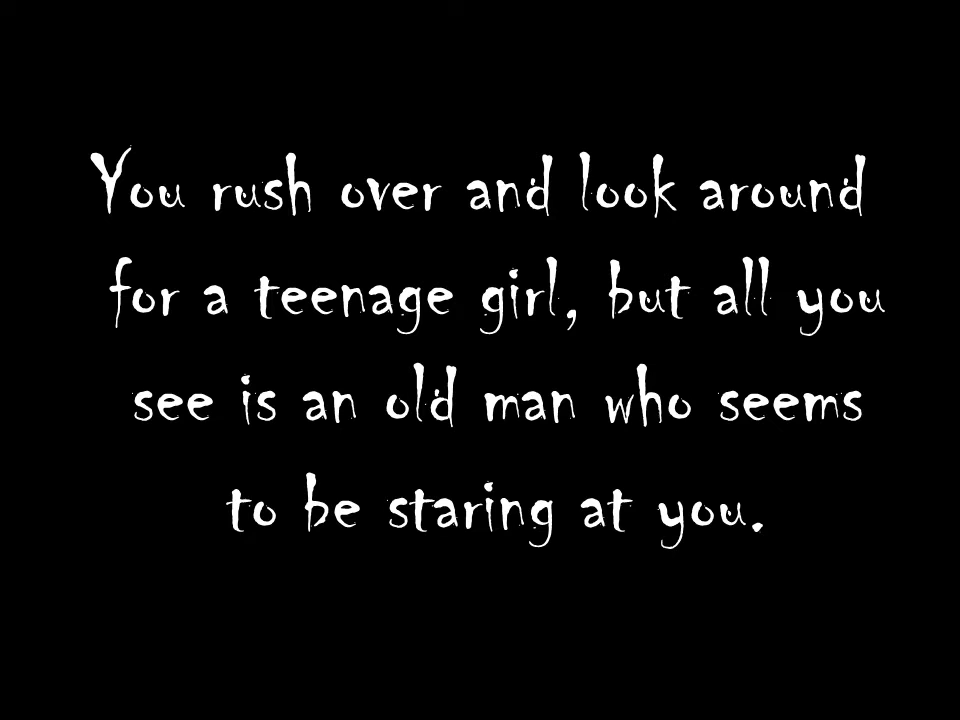 You rush over and look around
for a teenage girl, but all you
see is an old man who seems
to be staring at you.